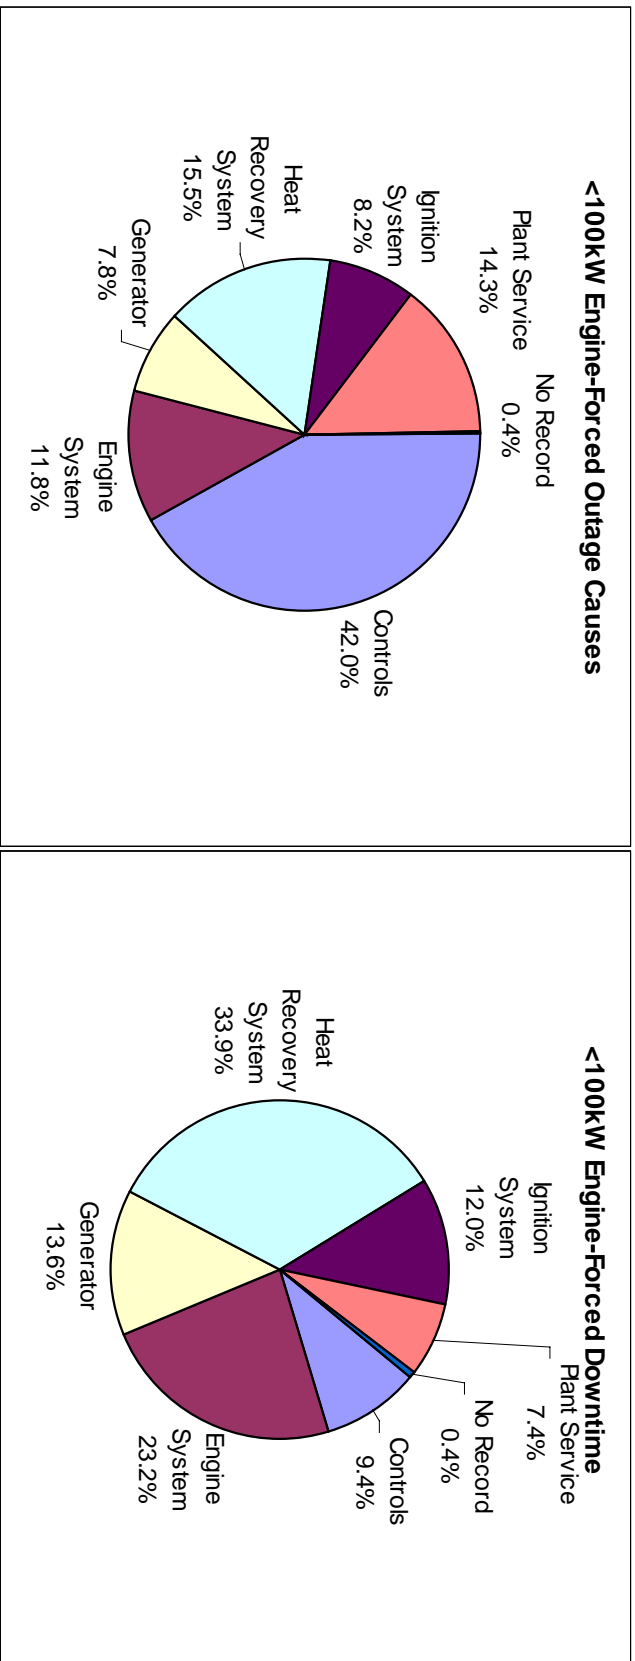 <100kW Engine-Forced Outage Causes
No Record
0.4%
Plant Service
14.3%
Ignition
System
8.2%
Heat
Recovery
System
15.5%
Controls
42.0%
Generator
7.8%
Engine
System
11.8%
<100kW Engine-Forced Downtime
Plant Service
7.4%
Ignition
System
12.0%
No Record
0.4%
Controls
9.4%
Heat
Recovery
System
33.9%
Engine
System
23.2%
Generator
13.6%